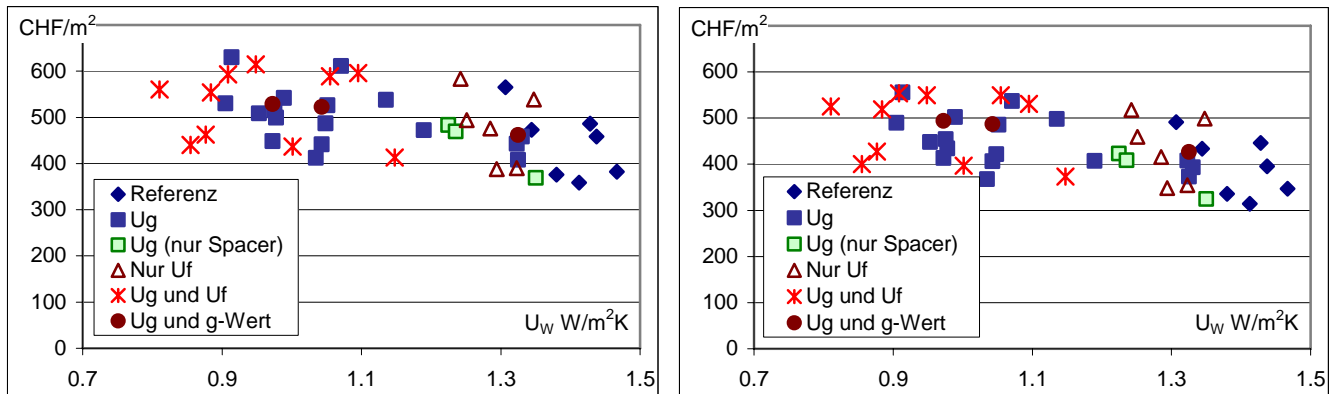 CHF/m²
600
500
400
300
200
100
0
Referenz
Ug
Ug (nur Spacer)
Nur Uf
Ug und Uf
Ug und g-Wert
U_W W/m²K
0.7 0.9 1.1 1.3 1.5
CHF/m²
600
500
400
300
200
100
0
Referenz
Ug
Ug (nur Spacer)
Nur Uf
Ug und Uf
Ug und g-Wert
U_W W/m²K
0.7 0.9 1.1 1.3 1.5